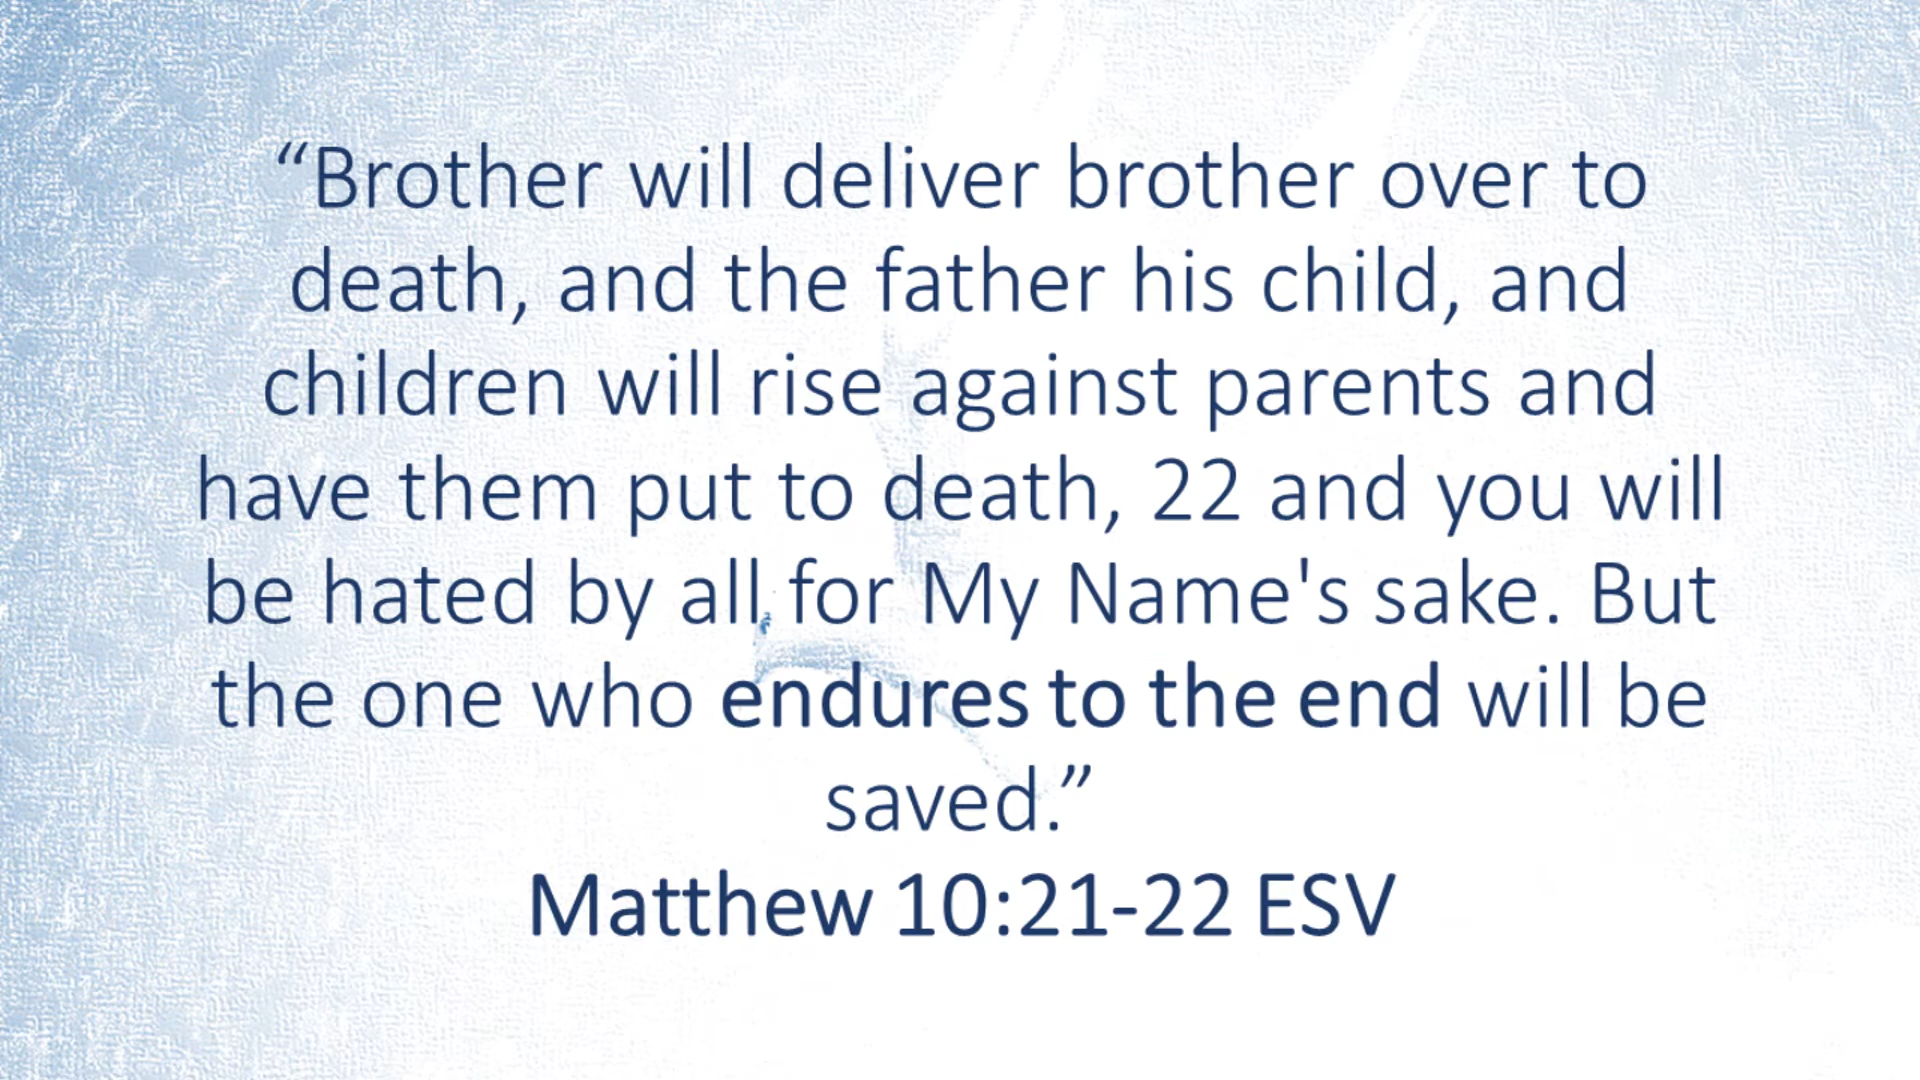 “Brother will deliver brother over to
death, and the father his child, and
children will rise against parents and
have them put to death, 22 and you will
be hated by all for My Name's sake. But
the one who endures to the end will be
saved.”
Matthew 10:21-22 ESV